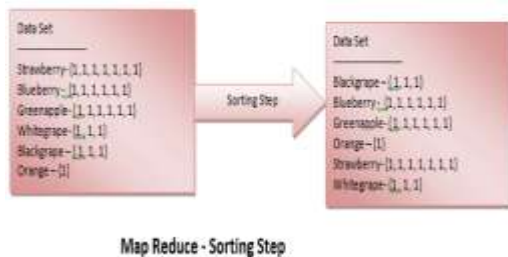 Data Set
Strawberry-[1,1,1,1,1,1,1]
Blueberry-[1,1,1,1,1,1]
Greenapple-[1,1,1,1,1,1]
Whitegrape-[1,1,1]
Blackgrape-[1,1,1]
Orange-[1]
Sorting Step
Data Set
Blackgrape-[1,1,1]
Blueberry-[1,1,1,1,1,1]
Greenapple-[1,1,1,1,1,1]
Orange-[1]
Strawberry-[1,1,1,1,1,1,1]
Whitegrape-[1,1,1]
Map Reduce - Sorting Step